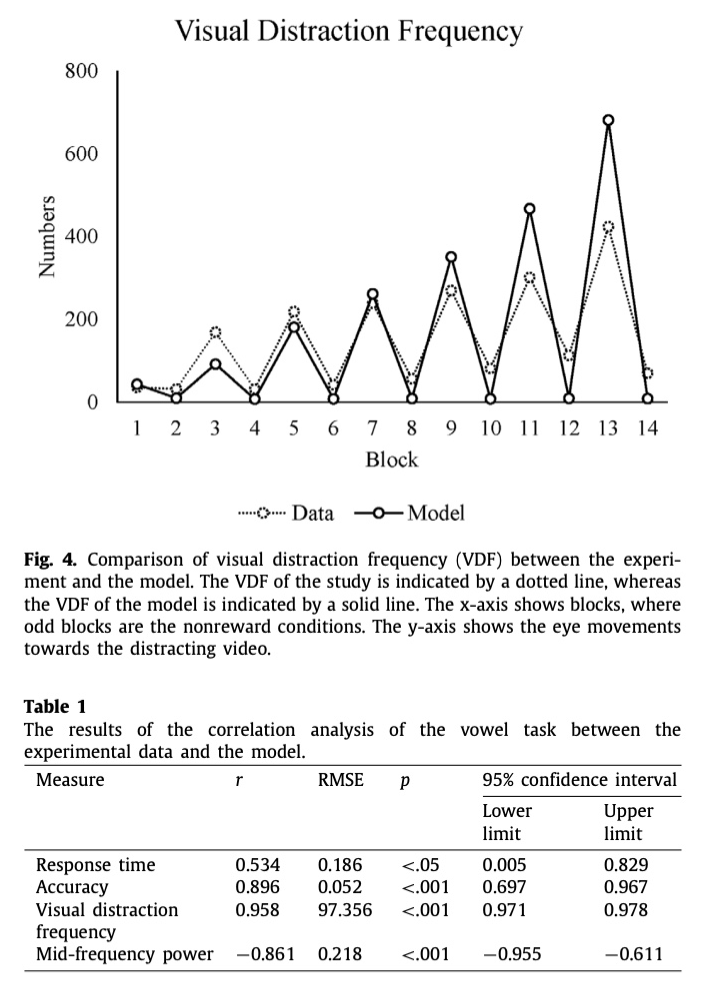 Visual Distraction Frequency
800
600
400
200
0
Numbers
1 2 3 4 5 6 7 8 9 10 11 12 13 14
Block
Data Model
Fig. 4. Comparison of visual distraction frequency (VDF) between the experi-
ment and the model. The VDF of the study is indicated by a dotted line, whereas
the VDF of the model is indicated by a solid line. The x-axis shows blocks, where
odd blocks are the nonreward conditions. The y-axis shows the eye movements
towards the distracting video.
Table 1
The results of the correlation analysis of the vowel task between the
experimental data and the model.
Measure r RMSE p 95% confidence interval
Lower Upper
limit limit
Response time 0.534 0.186 <.05 0.005 0.829
Accuracy 0.896 0.052 <.001 0.697 0.967
Visual distraction 0.958 97.356 <.001 0.971 0.978
frequency
Mid-frequency power −0.861 0.218 <.001 −0.955 −0.611